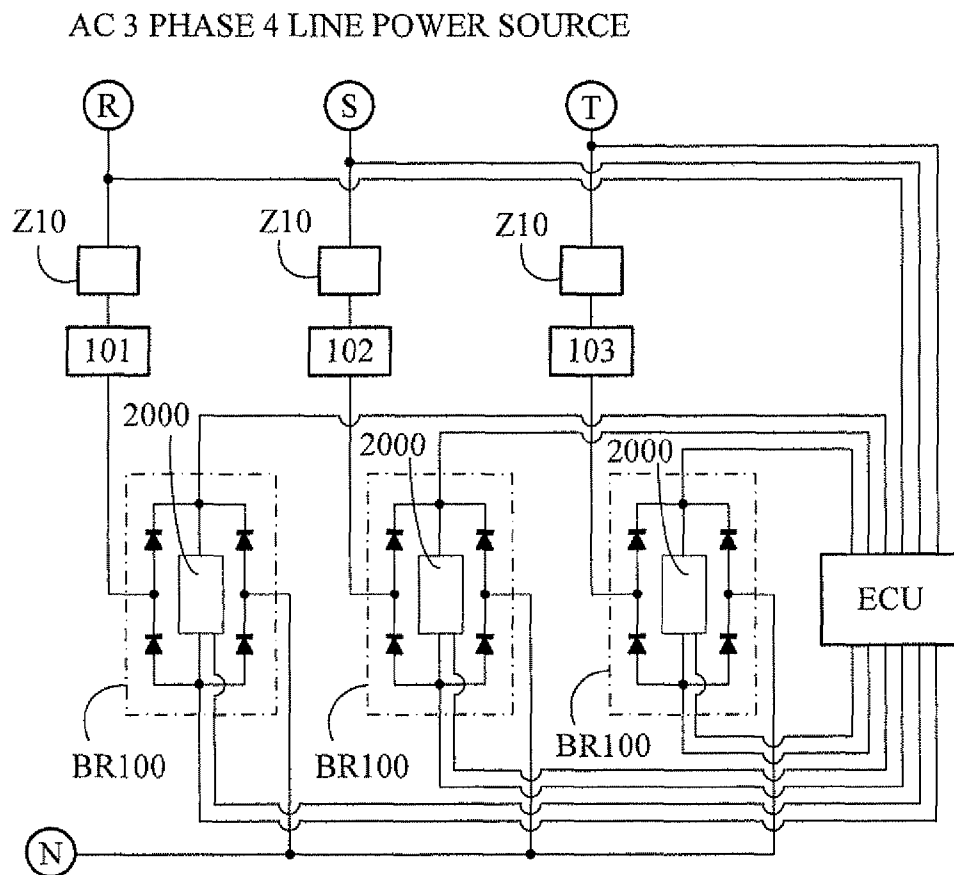 AC 3 PHASE 4 LINE POWER SOURCE
R S T
Z10 Z10 Z10
101 102 103
2000 2000 2000
ECU
BR100 BR100 BR100
N